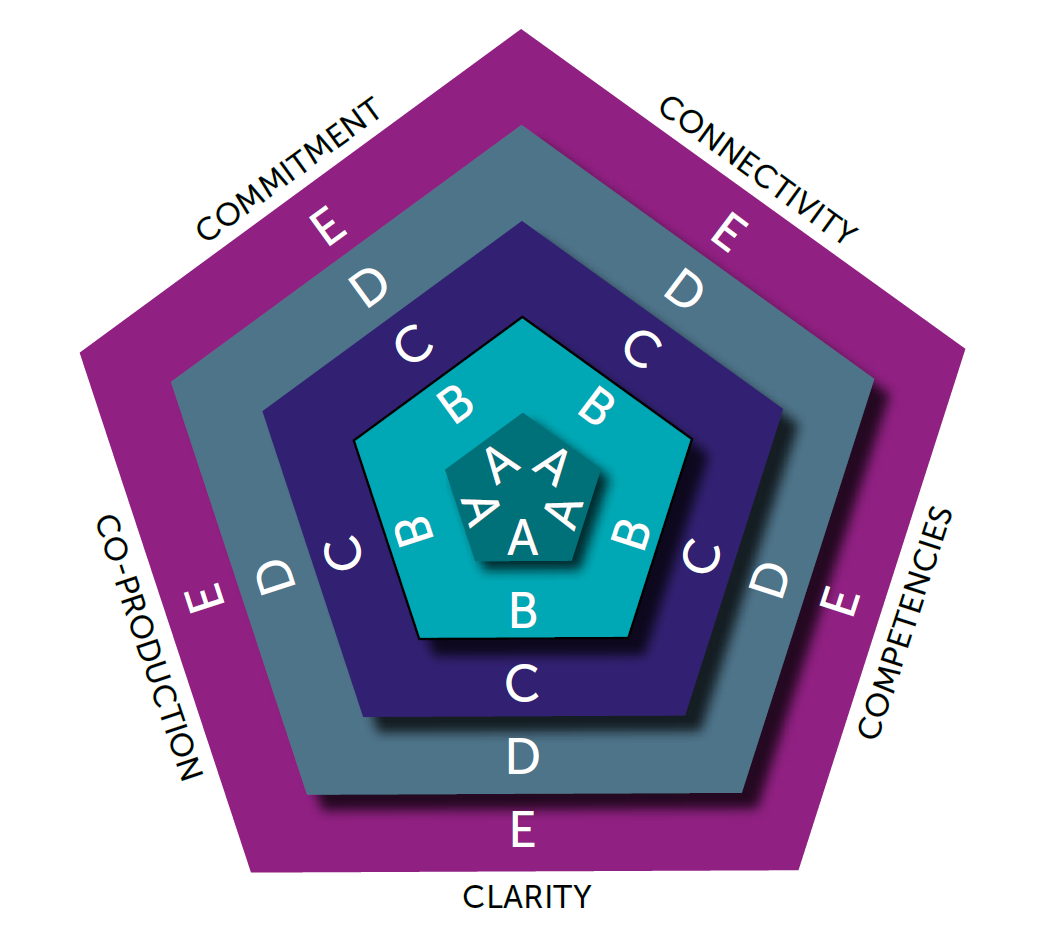 COMMITMENT
CONNECTIVITY
E
E
D
D
C
C
B
B
A
A
A
A
A
B
B
C
C
D
D
E
E
CO-PRODUCTION
COMPETENCIES
B
C
D
E
CLARITY